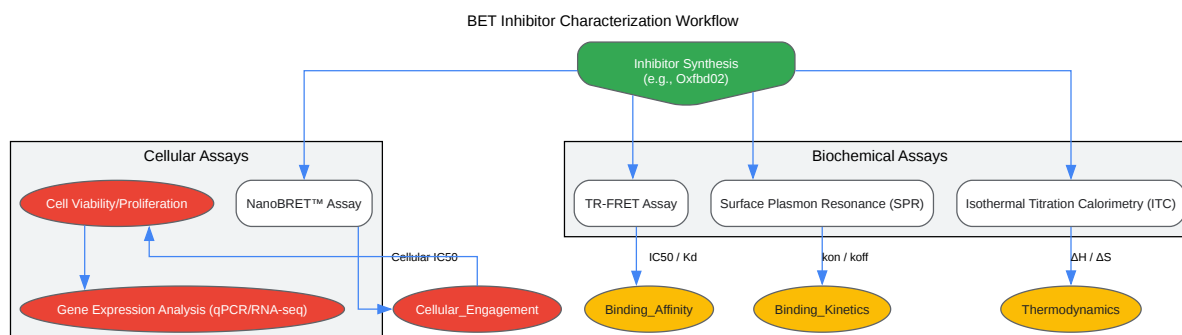 BET Inhibitor Characterization Workflow
Inhibitor Synthesis
(e.g., Oxfbd02)
Cellular Assays
Biochemical Assays
Cell Viability/Proliferation
NanoBRET™ Assay
TR-FRET Assay
Surface Plasmon Resonance (SPR)
Isothermal Titration Calorimetry (ITC)
Cellular IC50
IC50 / Kd
kon / koff
ΔH / ΔS
Gene Expression Analysis (qPCR/RNA-seq)
Cellular_Engagement
Binding_Affinity
Binding_Kinetics
Thermodynamics